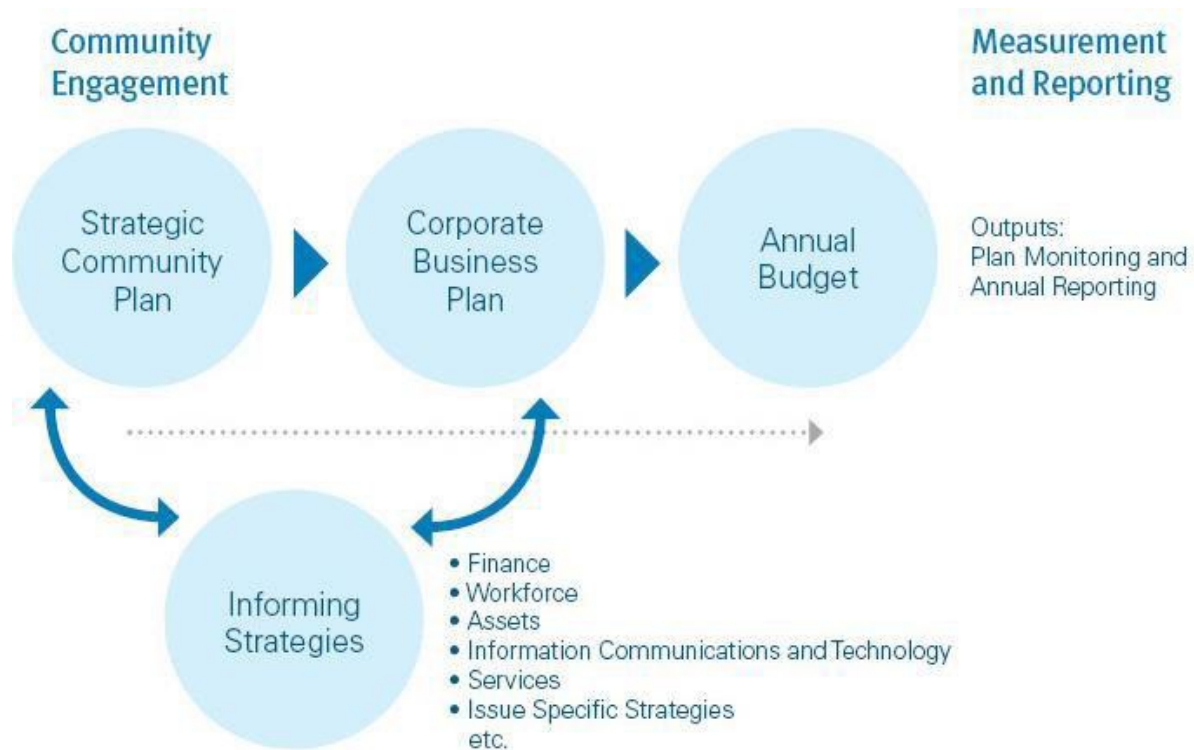 Community
Engagement
Measurement
and Reporting
Strategic
Community
Plan
Corporate
Business
Plan
Annual
Budget
Outputs:
Plan Monitoring and
Annual Reporting
Informing
Strategies
• Finance
• Workforce
• Assets
• Information Communications and Technology
• Services
• Issue Specific Strategies
etc.